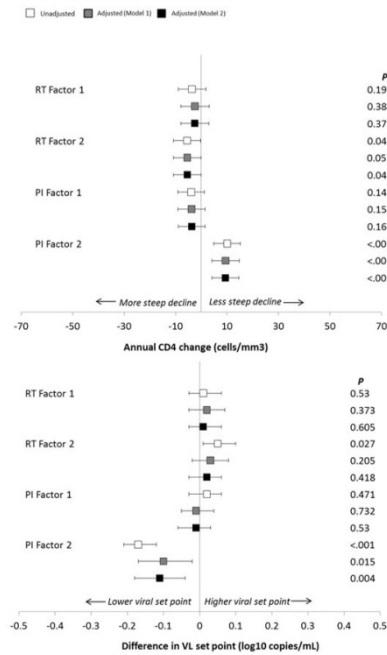 Unadjusted Adjusted (Model 1) Adjusted (Model 2)
p
RT Factor 1 0.19
0.38
0.37
RT Factor 2 0.04
0.05
0.04
PI Factor 1 0.14
0.15
0.16
PI Factor 2 <.00
<.00
<.00
More steep decline Less steep decline
-70 -50 -30 -10 10 30 50 70
Annual CD4 change (cells/mm3)
p
RT Factor 1 0.53
0.373
0.605
RT Factor 2 0.027
0.205
0.418
PI Factor 1 0.471
0.732
0.53
PI Factor 2 <.001
0.015
0.004
Lower viral set point Higher viral set point
-0.5 -0.4 -0.3 -0.2 -0.1 0 0.1 0.2 0.3 0.4 0.5
Difference in VL set point (log10 copies/mL)